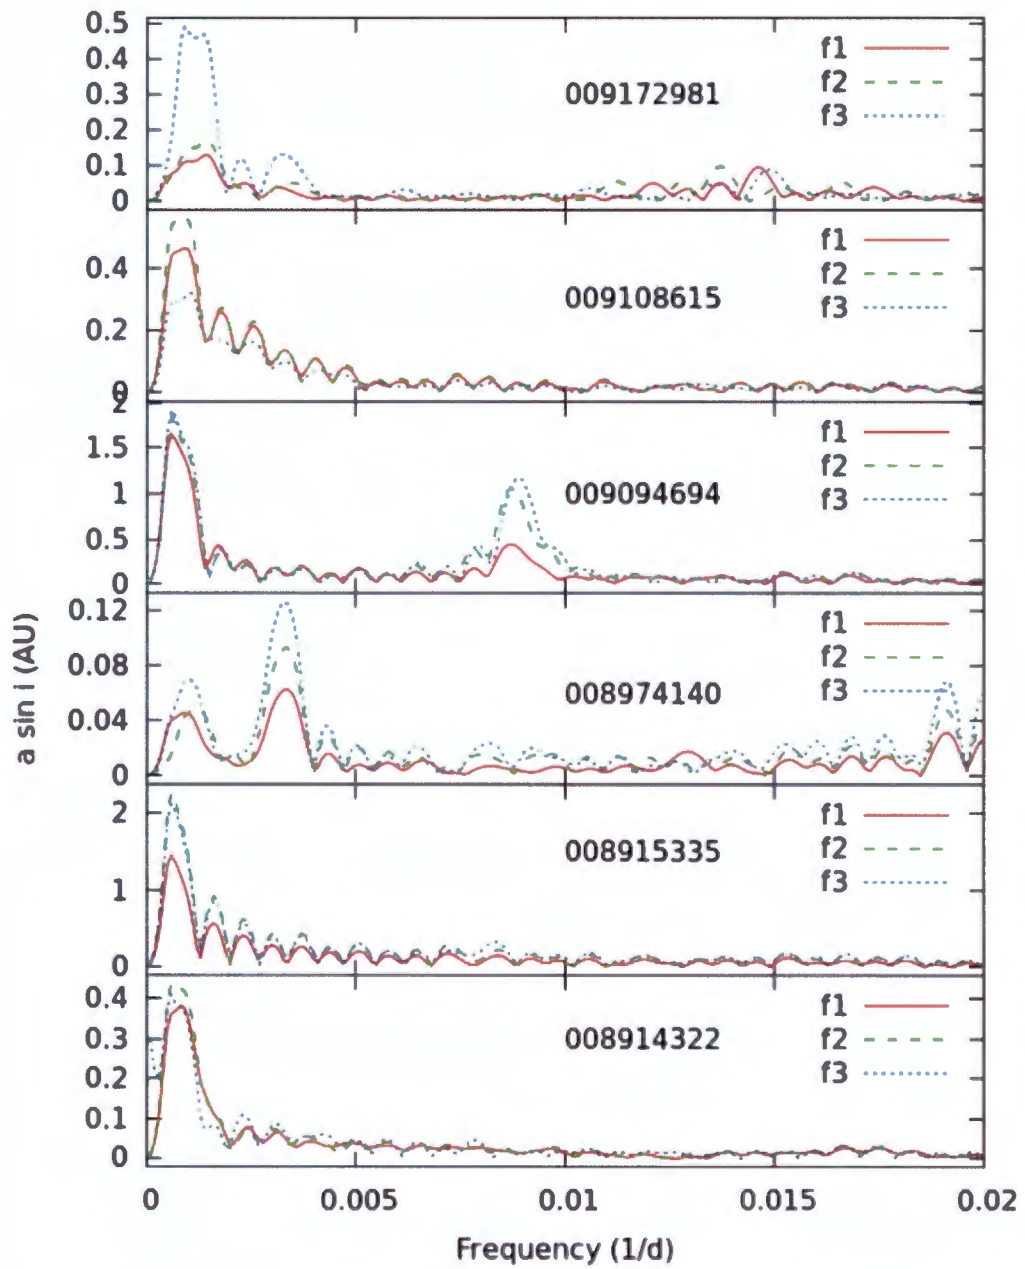 0.5
0.4
0.3
0.2
0.1
0
009172981
f1
f2
f3
0.4
0.2
0
009108615
f1
f2
f3
2
1.5
1
0.5
0
009094694
f1
f2
f3
0.12
0.08
0.04
0
008974140
f1
f2
f3
2
1
0
008915335
f1
f2
f3
0.4
0.3
0.2
0.1
0
008914322
f1
f2
f3
a sin i (AU)
0 0.005 0.01 0.015 0.02
Frequency (1/d)